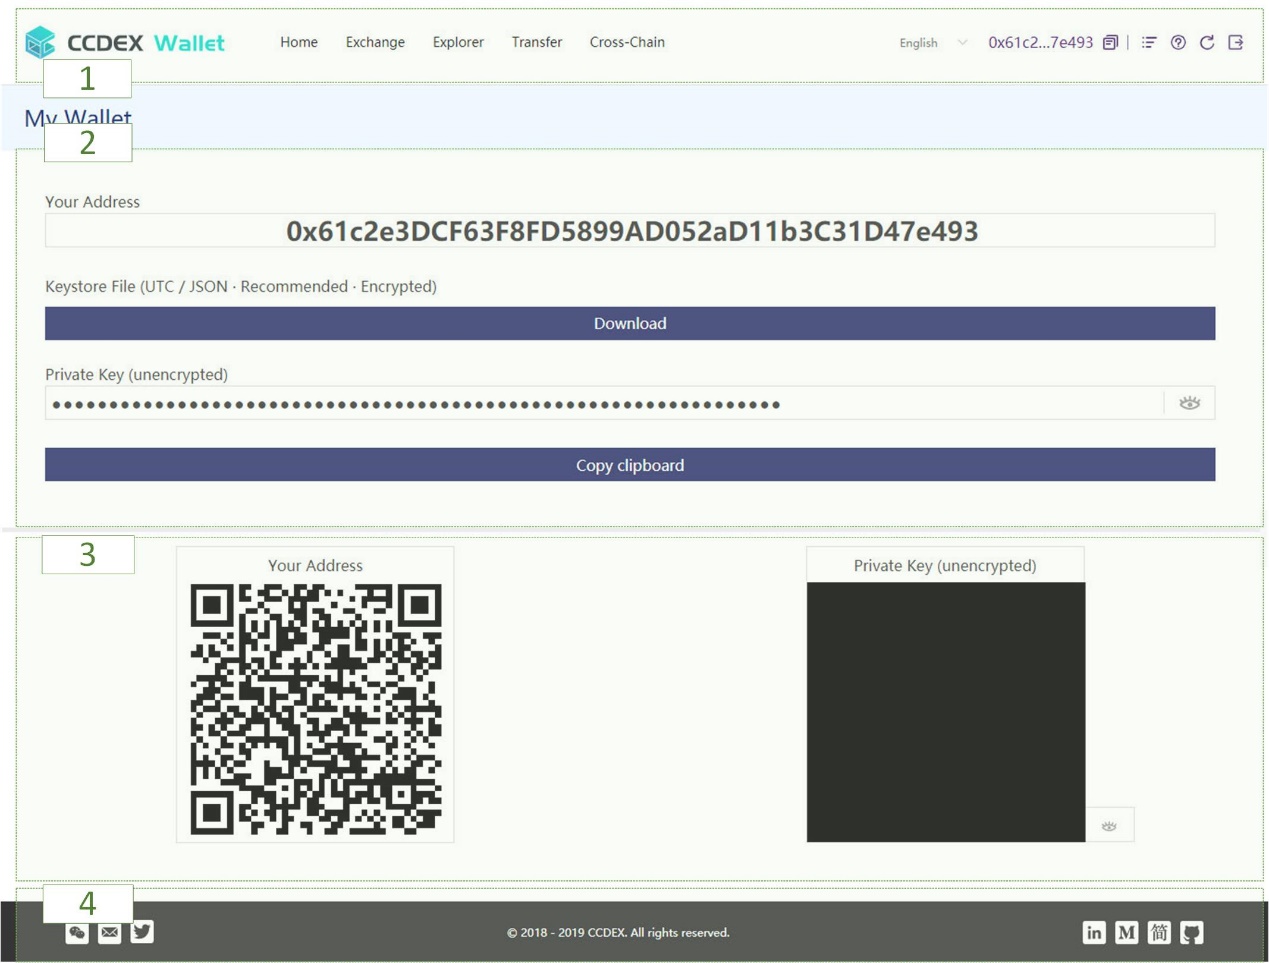 CCDEX Wallet Home Exchange Explorer Transfer Cross-Chain English 0x61c2...7e493
1
My Wallet
2
Your Address
0x61c2e3DCF63F8FD5899AD052aD11b3C31D47e493
Keystore File (UTC / JSON · Recommended · Encrypted)
Download
Private Key (unencrypted)
Copy clipboard
3
Your Address
Private Key (unencrypted)
4
© 2018 - 2019 CCDEX. All rights reserved. in M 简